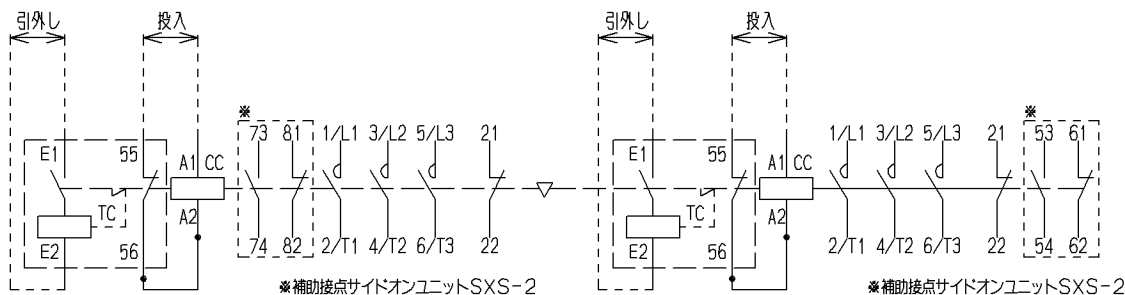 引外し 投入 引外し 投入
※ 73 81 1/L1 3/L2 5/L3 21 1/L1 3/L2 5/L3 21 ※ 53 61
E1 55 A1 CC E1 55 A1 CC
TC A2 TC A2
E2 56 74 82 2/T1 4/T2 6/T3 22 E2 56 2/T1 4/T2 6/T3 22 54 62
※補助接点サイドオンユニットSXS-2 ※補助接点サイドオンユニットSXS-2